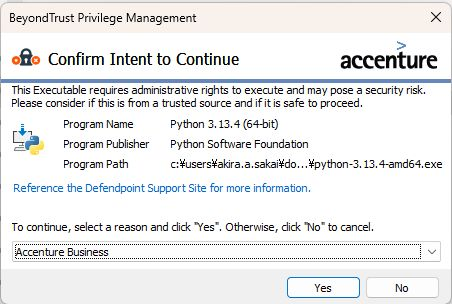 BeyondTrust Privilege Management
Confirm Intent to Continue
accenture
This Executable requires administrative rights to execute and may pose a security risk.
Please consider if this is from a trusted source and if it is safe to proceed.
Program Name Python 3.13.4 (64-bit)
Program Publisher Python Software Foundation
Program Path c:¥users¥akira.a.sakai¥do...¥python-3.13.4-amd64.exe
Reference the Defendpoint Support Site for more information.
To continue, select a reason and click "Yes". Otherwise, click "No" to cancel.
Accenture Business
Yes No